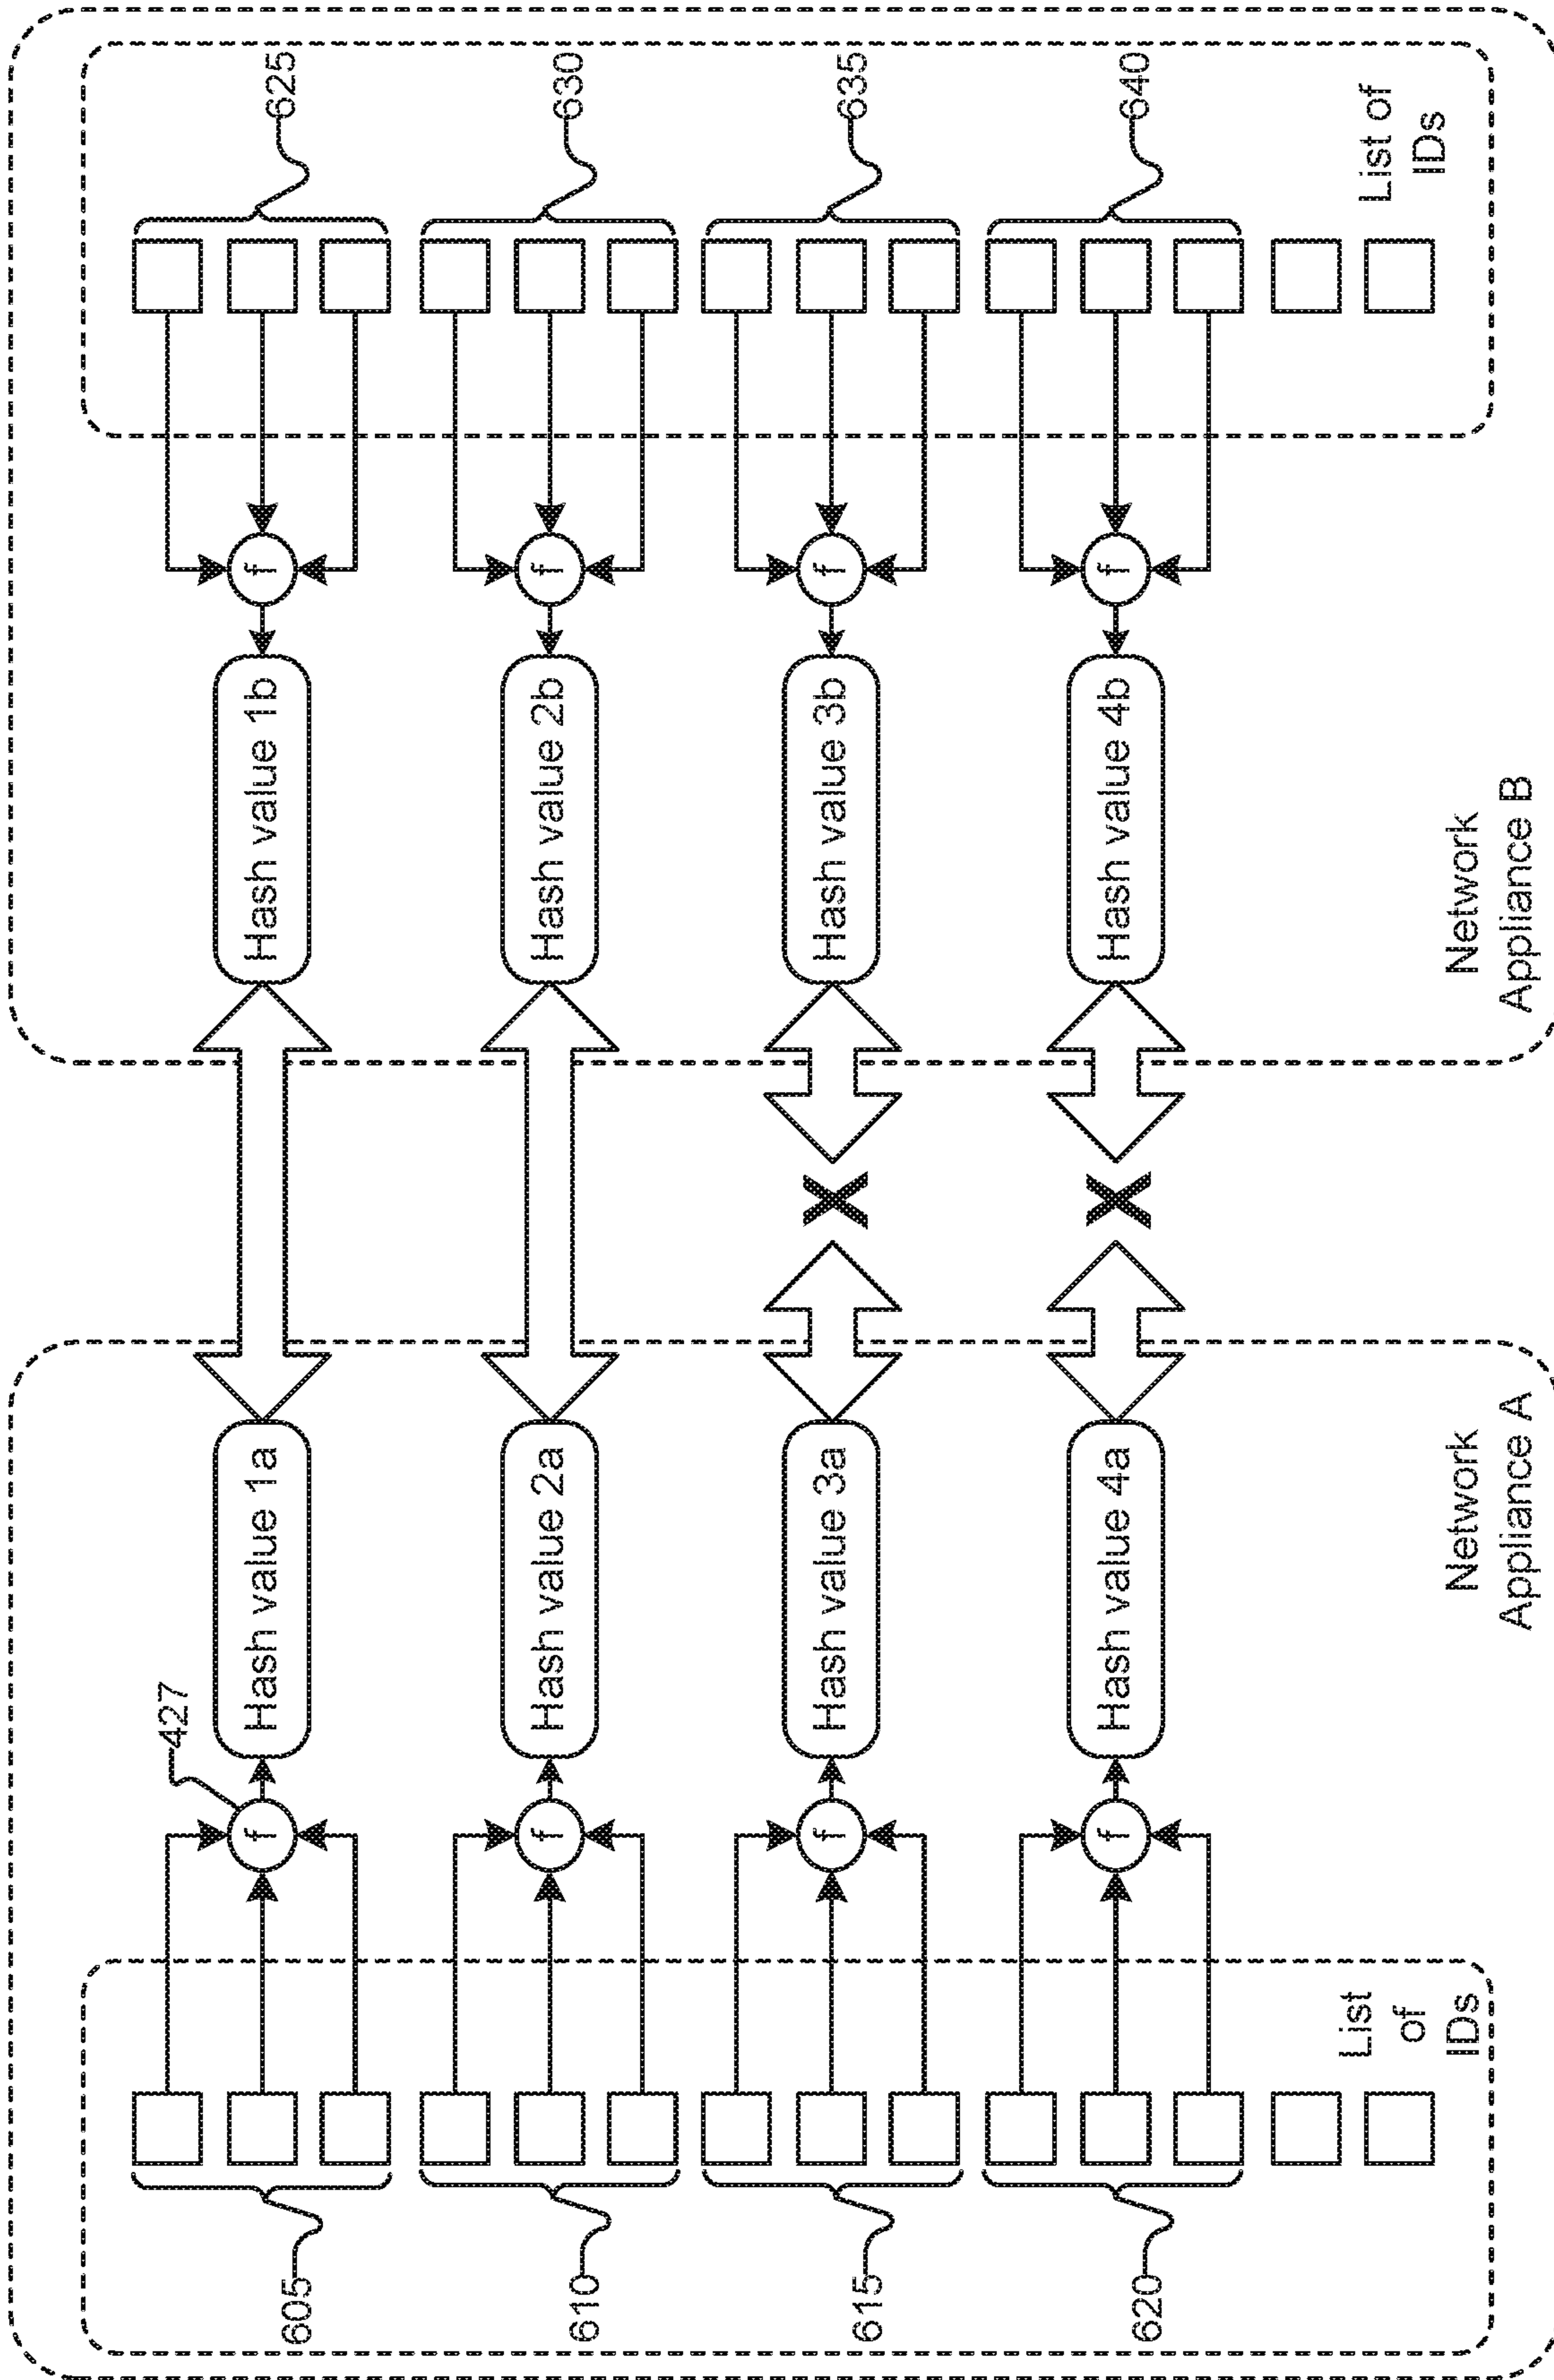 427
605
f
Hash value 1a
Hash value 1b
f
625
610
f
Hash value 2a
Hash value 2b
f
630
615
f
Hash value 3a
X
Hash value 3b
f
635
620
f
Hash value 4a
X
Hash value 4b
f
640
List
of
IDs
Network
Appliance A
Network
Appliance B
List of
IDs